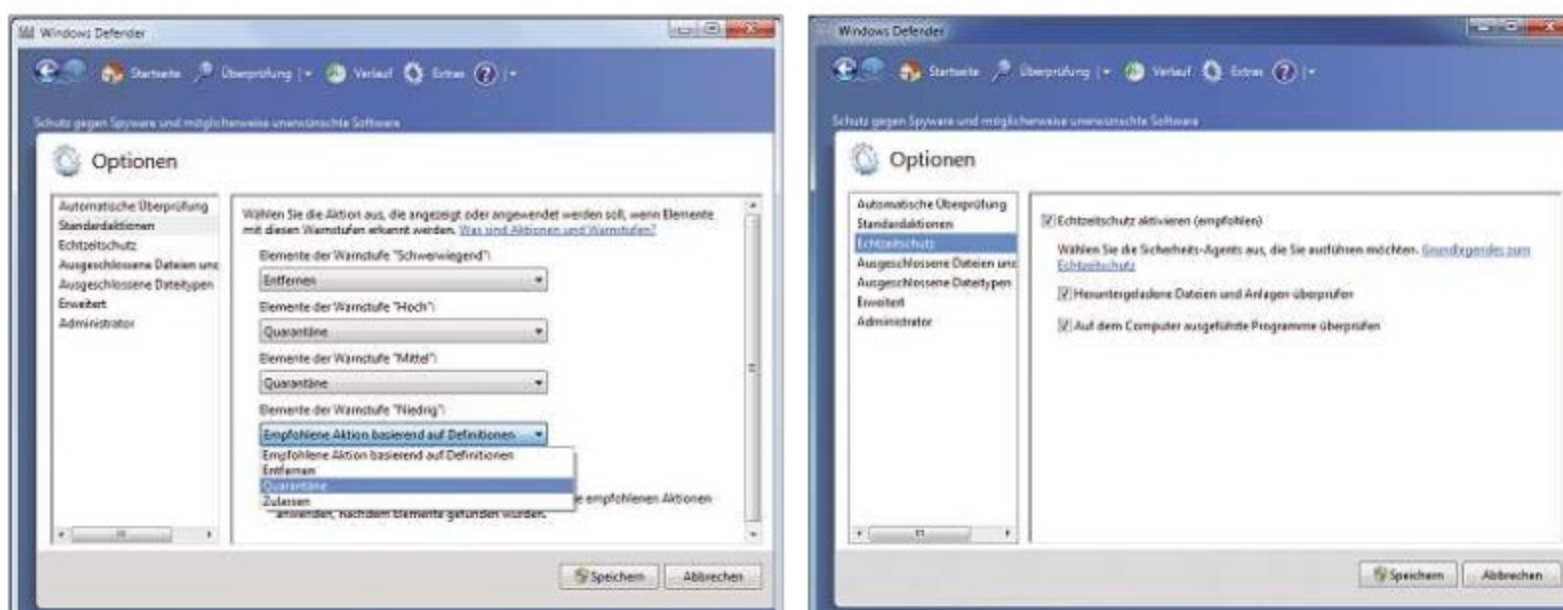 Windows Defender
Startseite Überprüfung Verlauf Extras
Schutz gegen Spyware und möglicherweise unerwünschte Software
Optionen
Automatische Überprüfung
Standardaktionen
Echtzeitschutz
Ausgeschlossene Dateien und
Ausgeschlossene Dateitypen
Erweitert
Administrator
Wählen Sie die Aktion aus, die angezeigt oder angewendet werden soll, wenn Elemente
mit diesen Warnstufen erkannt werden. Was sind Aktionen und Warnstufen?
Elemente der Warnstufe "Schwerwiegend":
Entfernen
Elemente der Warnstufe "Hoch":
Quarantäne
Elemente der Warnstufe "Mittel":
Quarantäne
Elemente der Warnstufe "Niedrig":
Empfohlene Aktion basierend auf Definitionen
Empfohlene Aktion basierend auf Definitionen
Entfernen
Quarantäne
Zulassen
e empfohlenen Aktionen
anwenden, nachdem Elemente gefunden wurden.
Speichern Abbrechen
Windows Defender
Startseite Überprüfung Verlauf Extras
Schutz gegen Spyware und möglicherweise unerwünschte Software
Optionen
Automatische Überprüfung
Standardaktionen
Echtzeitschutz
Ausgeschlossene Dateien und
Ausgeschlossene Dateitypen
Erweitert
Administrator
Echtzeitschutz aktivieren (empfohlen)
Wählen Sie die Sicherheits-Agents aus, die Sie ausführen möchten. Grundlegendes zum
Echtzeitschutz
Heruntergeladene Dateien und Anlagen überprüfen
Auf dem Computer ausgeführte Programme überprüfen
Speichern Abbrechen